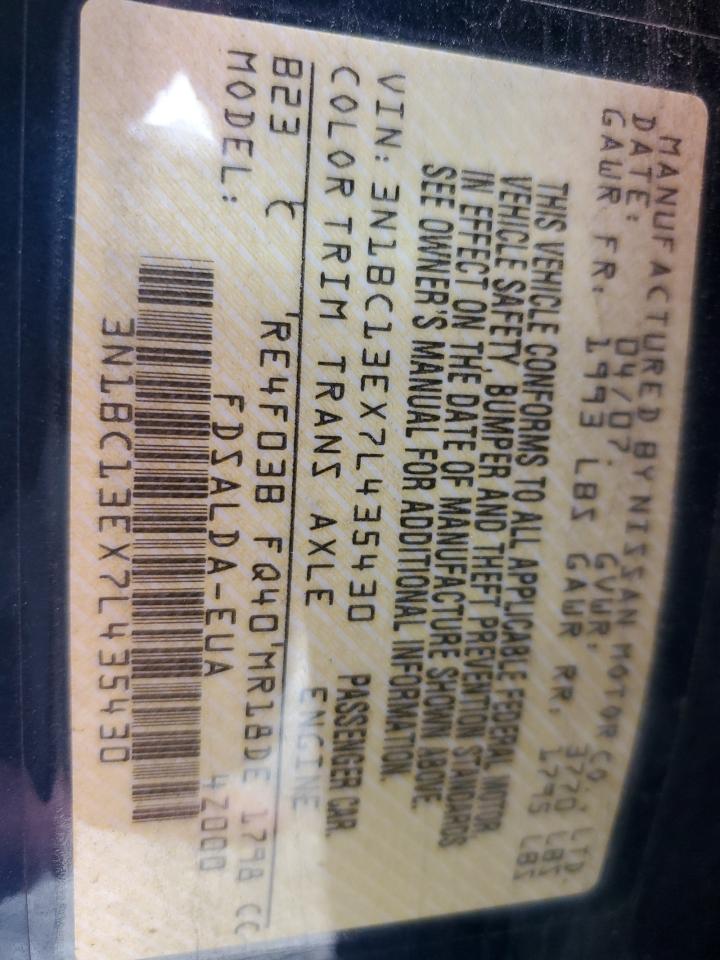 MANUFACTURED BY NISSAN MOTOR CO., LTD.
DATE: 04/07 GVWR: 3770 LBS
GAWR FR. 1993 LBS GAWR RR. 1795 LBS
THIS VEHICLE CONFORMS TO ALL APPLICABLE FEDERAL MOTOR
VEHICLE SAFETY, BUMPER AND THEFT PREVENTION STANDARDS
IN EFFECT ON THE DATE OF MANUFACTURE SHOWN ABOVE.
SEE OWNER'S MANUAL FOR ADDITIONAL INFORMATION.
VIN: 3N1BC13EX7L435430 PASSENGER CAR
COLOR TRIM TRANS AXLE ENGINE
B23 C RE4F03B FQ40 MR18DE 1798 CC
MODEL: FDSALDA-EUA 4Z000
3N1BC13EX7L435430